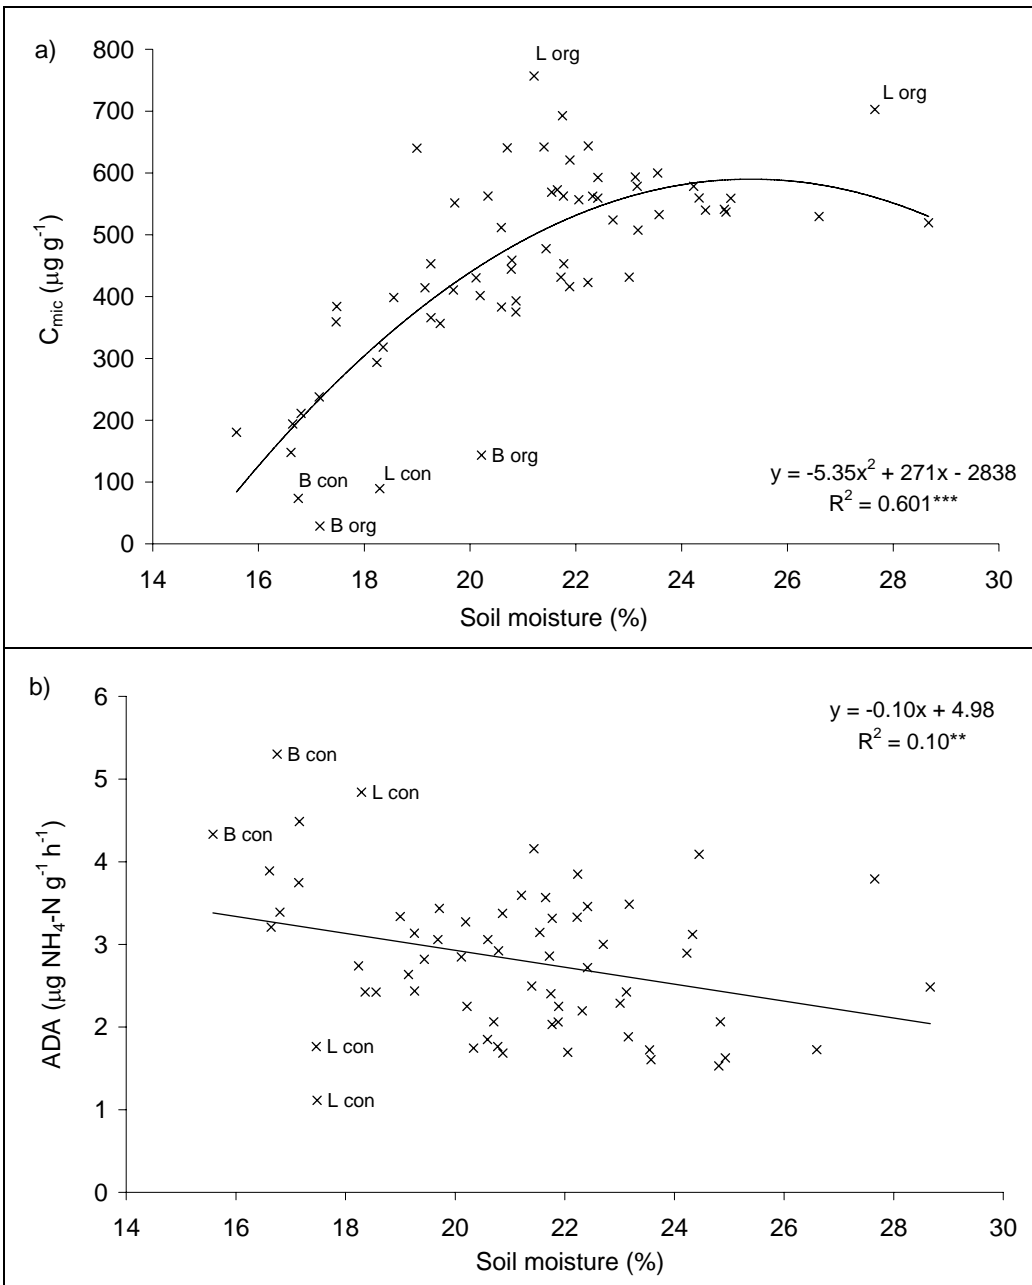 a)
800
700
600
500
400
300
200
100
0
Cmic (μg g-1)
L org
L org
B org
L con
B con
B org
y = -5.35x2 + 271x - 2838
R2 = 0.601***
14 16 18 20 22 24 26 28 30
Soil moisture (%)
b)
6
5
4
3
2
1
0
ADA (μg NH4-N g-1 h-1)
y = -0.10x + 4.98
R2 = 0.10**
B con
L con
B con
L con
L con
14 16 18 20 22 24 26 28 30
Soil moisture (%)